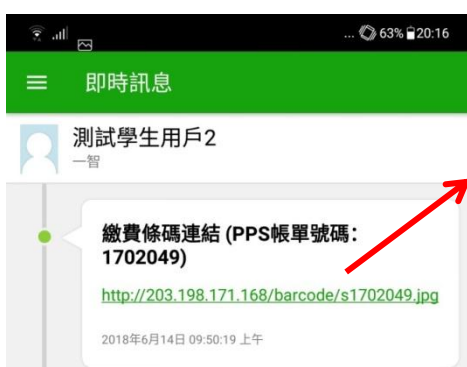 ... 63% 20:16
即時訊息
測試學生用戶2
一智
繳費條碼連結 (PPS帳單號碼：
1702049)
http://203.198.171.168/barcode/s1702049.jpg
2018年6月14日 09:50:19 上午